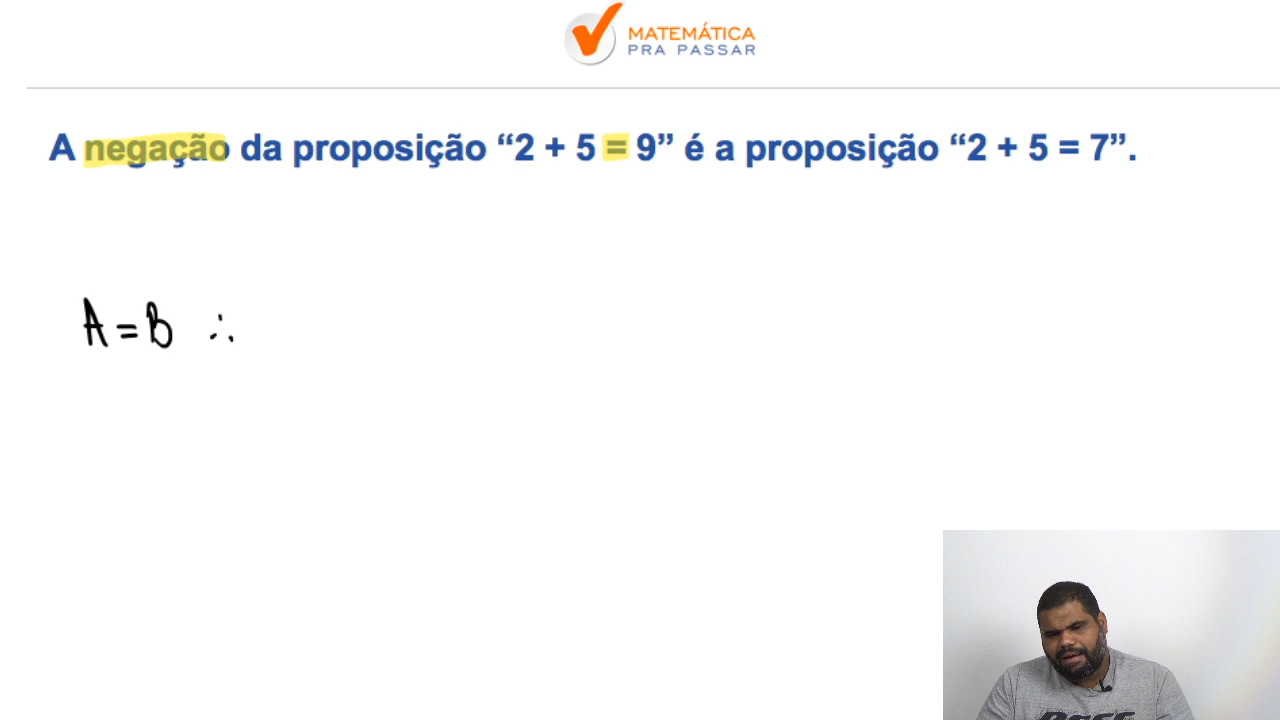 MATEMÁTICA
PRA PASSAR
A negação da proposição “2 + 5 = 9” é a proposição “2 + 5 = 7”.
A = B ∴